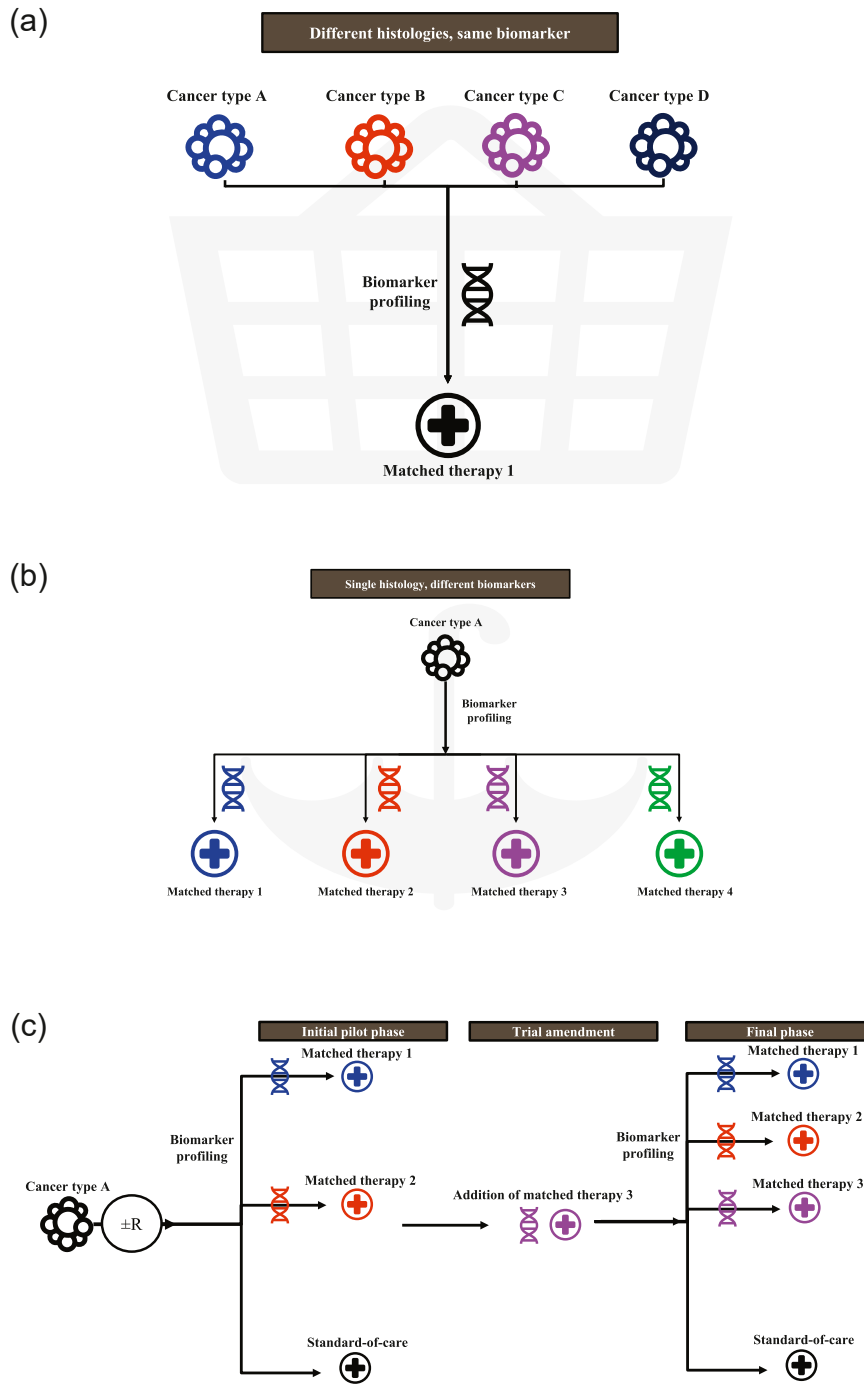 (a)
Different histologies, same biomarker
Cancer type A
Cancer type B
Cancer type C
Cancer type D
Biomarker
profiling
Matched therapy 1
(b)
Single histology, different biomarkers
Cancer type A
Biomarker
profiling
Matched therapy 1
Matched therapy 2
Matched therapy 3
Matched therapy 4
(c)
Initial pilot phase
Trial amendment
Final phase
Matched therapy 1
Matched therapy 1
Biomarker
profiling
Matched therapy 2
Biomarker
profiling
Cancer type A
±R
Matched therapy 2
Addition of matched therapy 3
Matched therapy 3
Standard-of-care
Standard-of-care